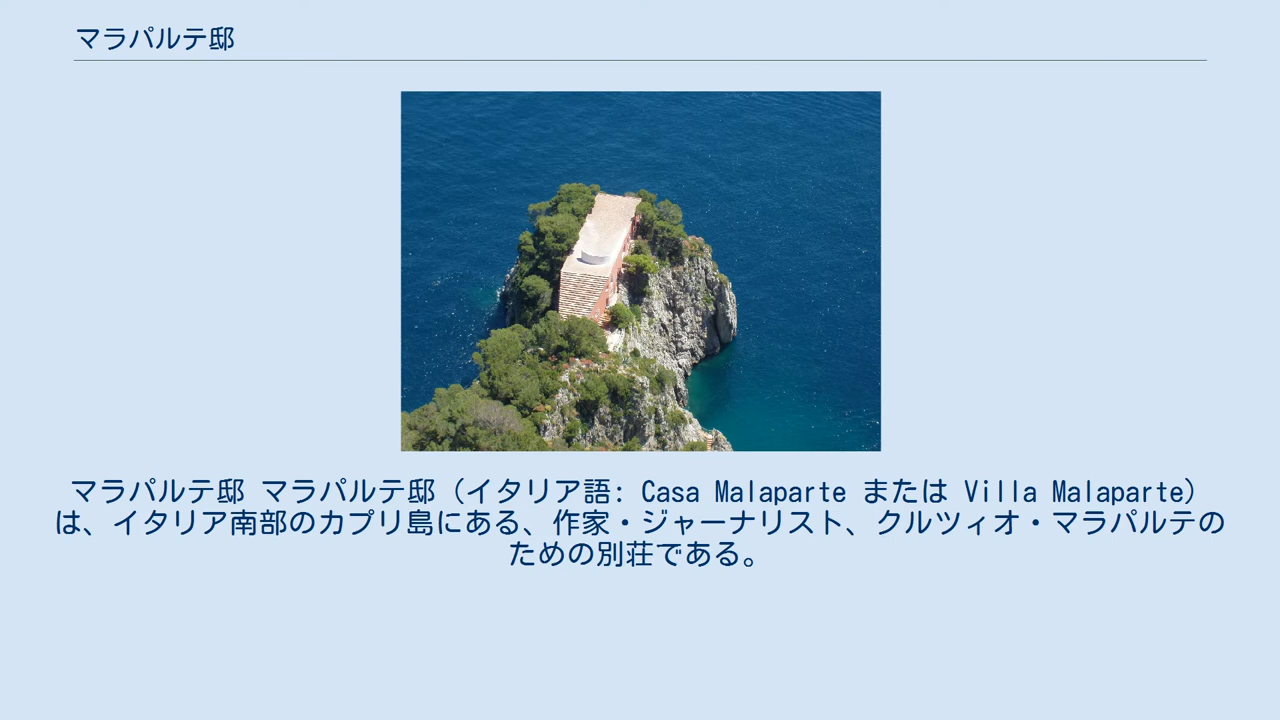 マラパルテ邸
マラパルテ邸 マラパルテ邸（イタリア語: Casa Malaparte または Villa Malaparte）
は、イタリア南部のカプリ島にある、作家・ジャーナリスト、クルツィオ・マラパルテの
ための別荘である。